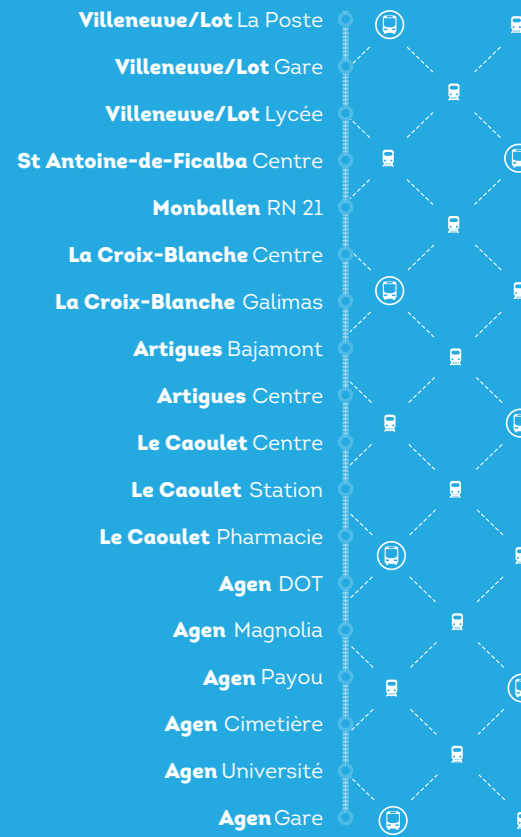 Villeneuve/Lot La Poste
Villeneuve/Lot Gare
Villeneuve/Lot Lycée
St Antoine-de-Ficalba Centre
Monballen RN 21
La Croix-Blanche Centre
La Croix-Blanche Galimas
Artigues Bajamont
Artigues Centre
Le Caoulet Centre
Le Caoulet Station
Le Caoulet Pharmacie
Agen DOT
Agen Magnolia
Agen Payou
Agen Cimetière
Agen Université
Agen Gare